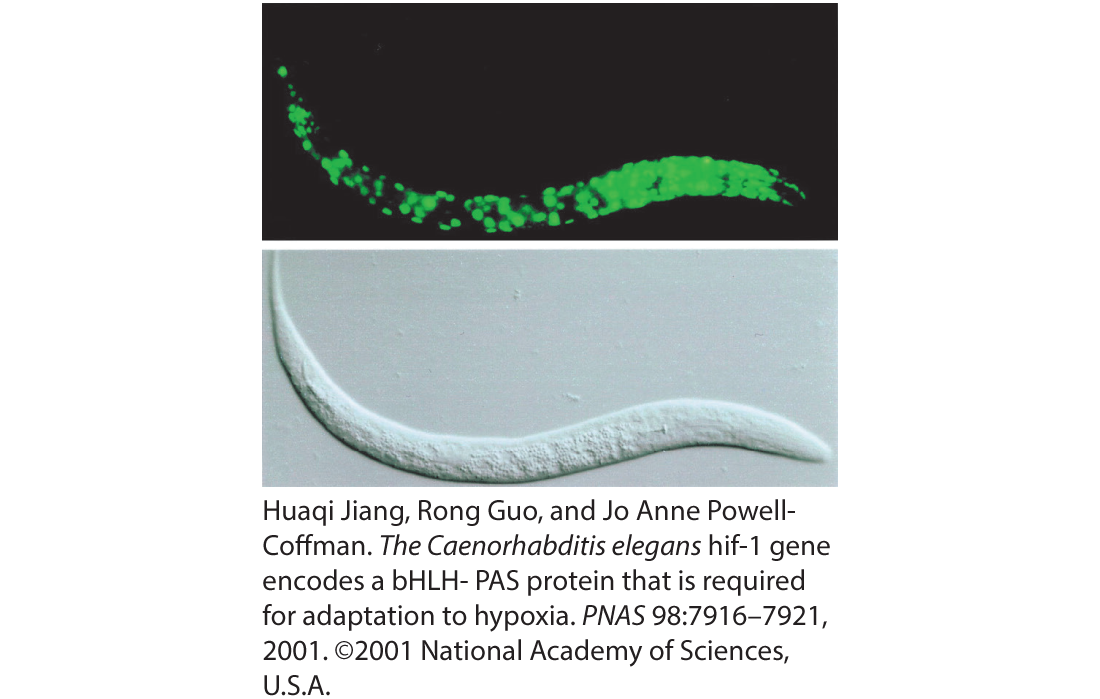 Huaqi Jiang, Rong Guo, and Jo Anne Powell-
Coffman. The Caenorhabditis elegans hif-1 gene
encodes a bHLH- PAS protein that is required
for adaptation to hypoxia. PNAS 98:7916–7921,
2001. ©2001 National Academy of Sciences,
U.S.A.